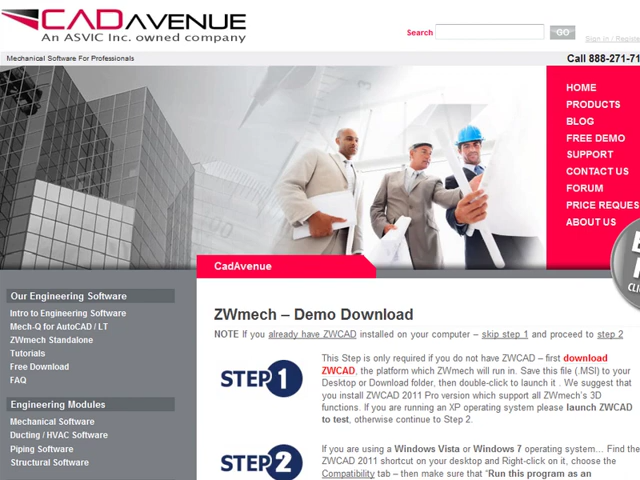 CADAVENUE
An ASVIC Inc. owned company
Search
GO
Sign in / Registe
Mechanical Software For Professionals
Call 888-271-71
HOME
PRODUCTS
BLOG
FREE DEMO
SUPPORT
CONTACT US
FORUM
PRICE REQUES
ABOUT US
CLIC
CadAvenue
Our Engineering Software
Intro to Engineering Software
Mech-Q for AutoCAD / LT
ZWmech Standalone
Tutorials
Free Download
FAQ
Engineering Modules
Mechanical Software
Ducting / HVAC Software
Piping Software
Structural Software
ZWmech – Demo Download
NOTE If you already have ZWCAD installed on your computer – skip step 1 and proceed to step 2
STEP 1
This Step is only required if you do not have ZWCAD – first download
ZWCAD, the platform which ZWmech will run in. Save this file (.MSI) to your
Desktop or Download folder, then double-click to launch it . We suggest that
you install ZWCAD 2011 Pro version which support all ZWmech's 3D
functions. If you are running an XP operating system please launch ZWCAD
to test, otherwise continue to Step 2.
STEP 2
If you are using a Windows Vista or Windows 7 operating system... Find the
ZWCAD 2011 shortcut on your desktop and Right-click on it, choose the
Compatibility tab – then make sure that "Run this program as an